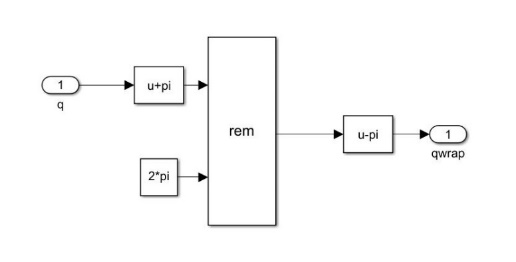 1
q
u+pi
2*pi
rem
u-pi
1
qwrap